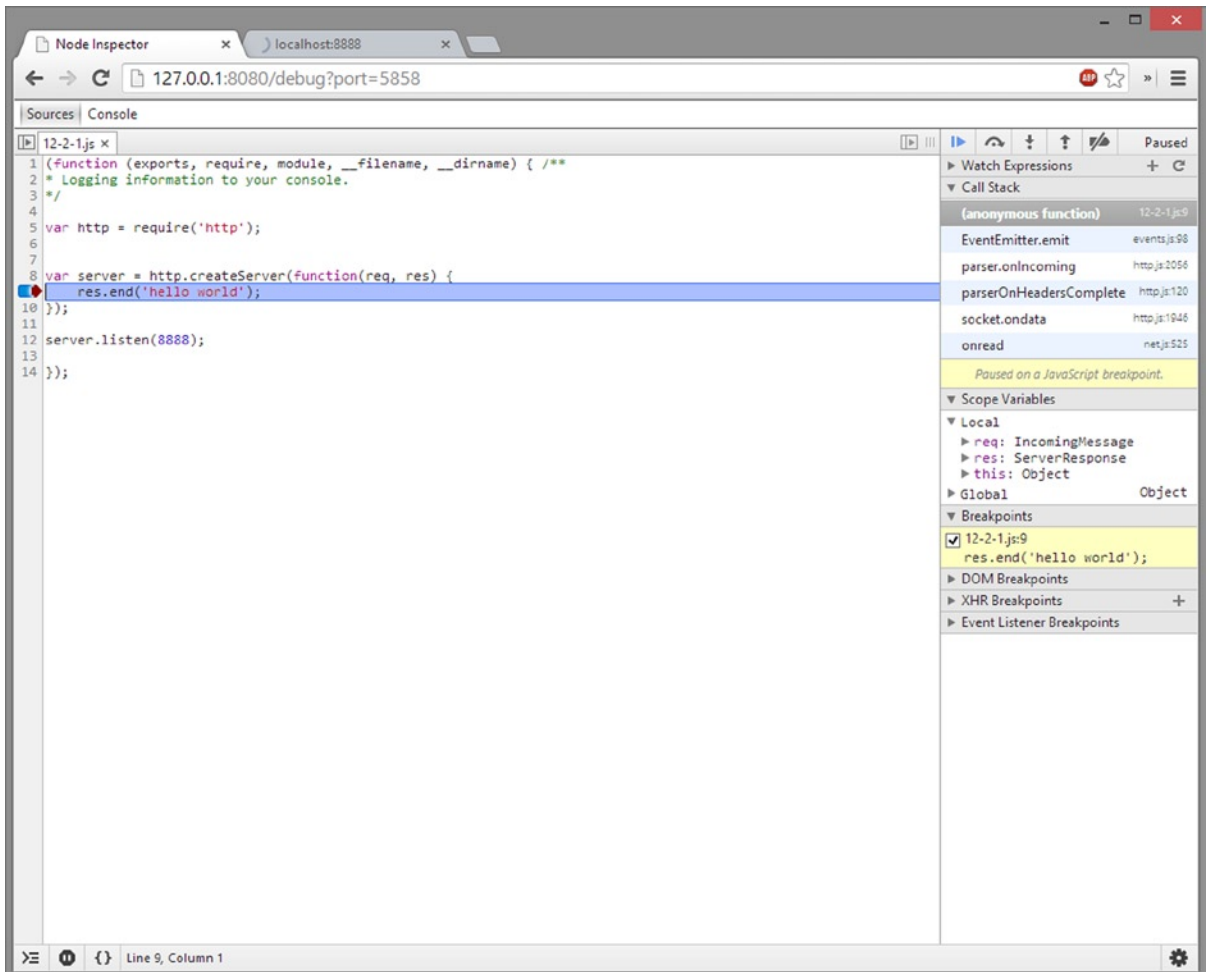 Node Inspector
localhost:8888
127.0.0.1:8080/debug?port=5858
ABP
Sources Console
12-2-1.js
Paused
1 (function (exports, require, module, __filename, __dirname) { /**
2 * Logging information to your console.
3 */
4
5 var http = require('http');
6
7
8 var server = http.createServer(function(req, res) {
res.end('hello world');
10 });
11
12 server.listen(8888);
13
14 });
Watch Expressions
Call Stack
(anonymous function) 12-2-1.js:9
EventEmitter.emit events.js:98
parser.onIncoming http.js:2056
parserOnHeadersComplete http.js:120
socket.ondata http.js:1946
onread net.js:525
Paused on a JavaScript breakpoint.
Scope Variables
Local
req: IncomingMessage
res: ServerResponse
this: Object
Global Object
Breakpoints
12-2-1.js:9
res.end('hello world');
DOM Breakpoints
XHR Breakpoints
Event Listener Breakpoints
{} Line 9, Column 1